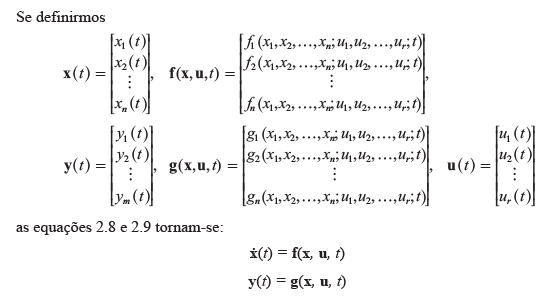 Se definirmos
x(t) = [x₁(t) x₂(t) ⋮ xₙ(t)], f(x,u,t) = [f₁(x₁,x₂,…,xₙ; u₁,u₂,…,uᵣ; t) f₂(x₁,x₂,…,xₙ; u₁,u₂,…,uᵣ; t) ⋮ fₙ(x₁,x₂,…,xₙ; u₁,u₂,…,uᵣ; t)],
y(t) = [y₁(t) y₂(t) ⋮ yₘ(t)], g(x,u,t) = [g₁(x₁,x₂,…,xₙ; u₁,u₂,…,uᵣ; t) g₂(x₁,x₂,…,xₙ; u₁,u₂,…,uᵣ; t) ⋮ gₙ(x₁,x₂,…,xₙ; u₁,u₂,…,uᵣ; t)], u(t) = [u₁(t) u₂(t) ⋮ uᵣ(t)]
as equações 2.8 e 2.9 tornam-se:
ẋ(t) = f(x, u, t)
y(t) = g(x, u, t)